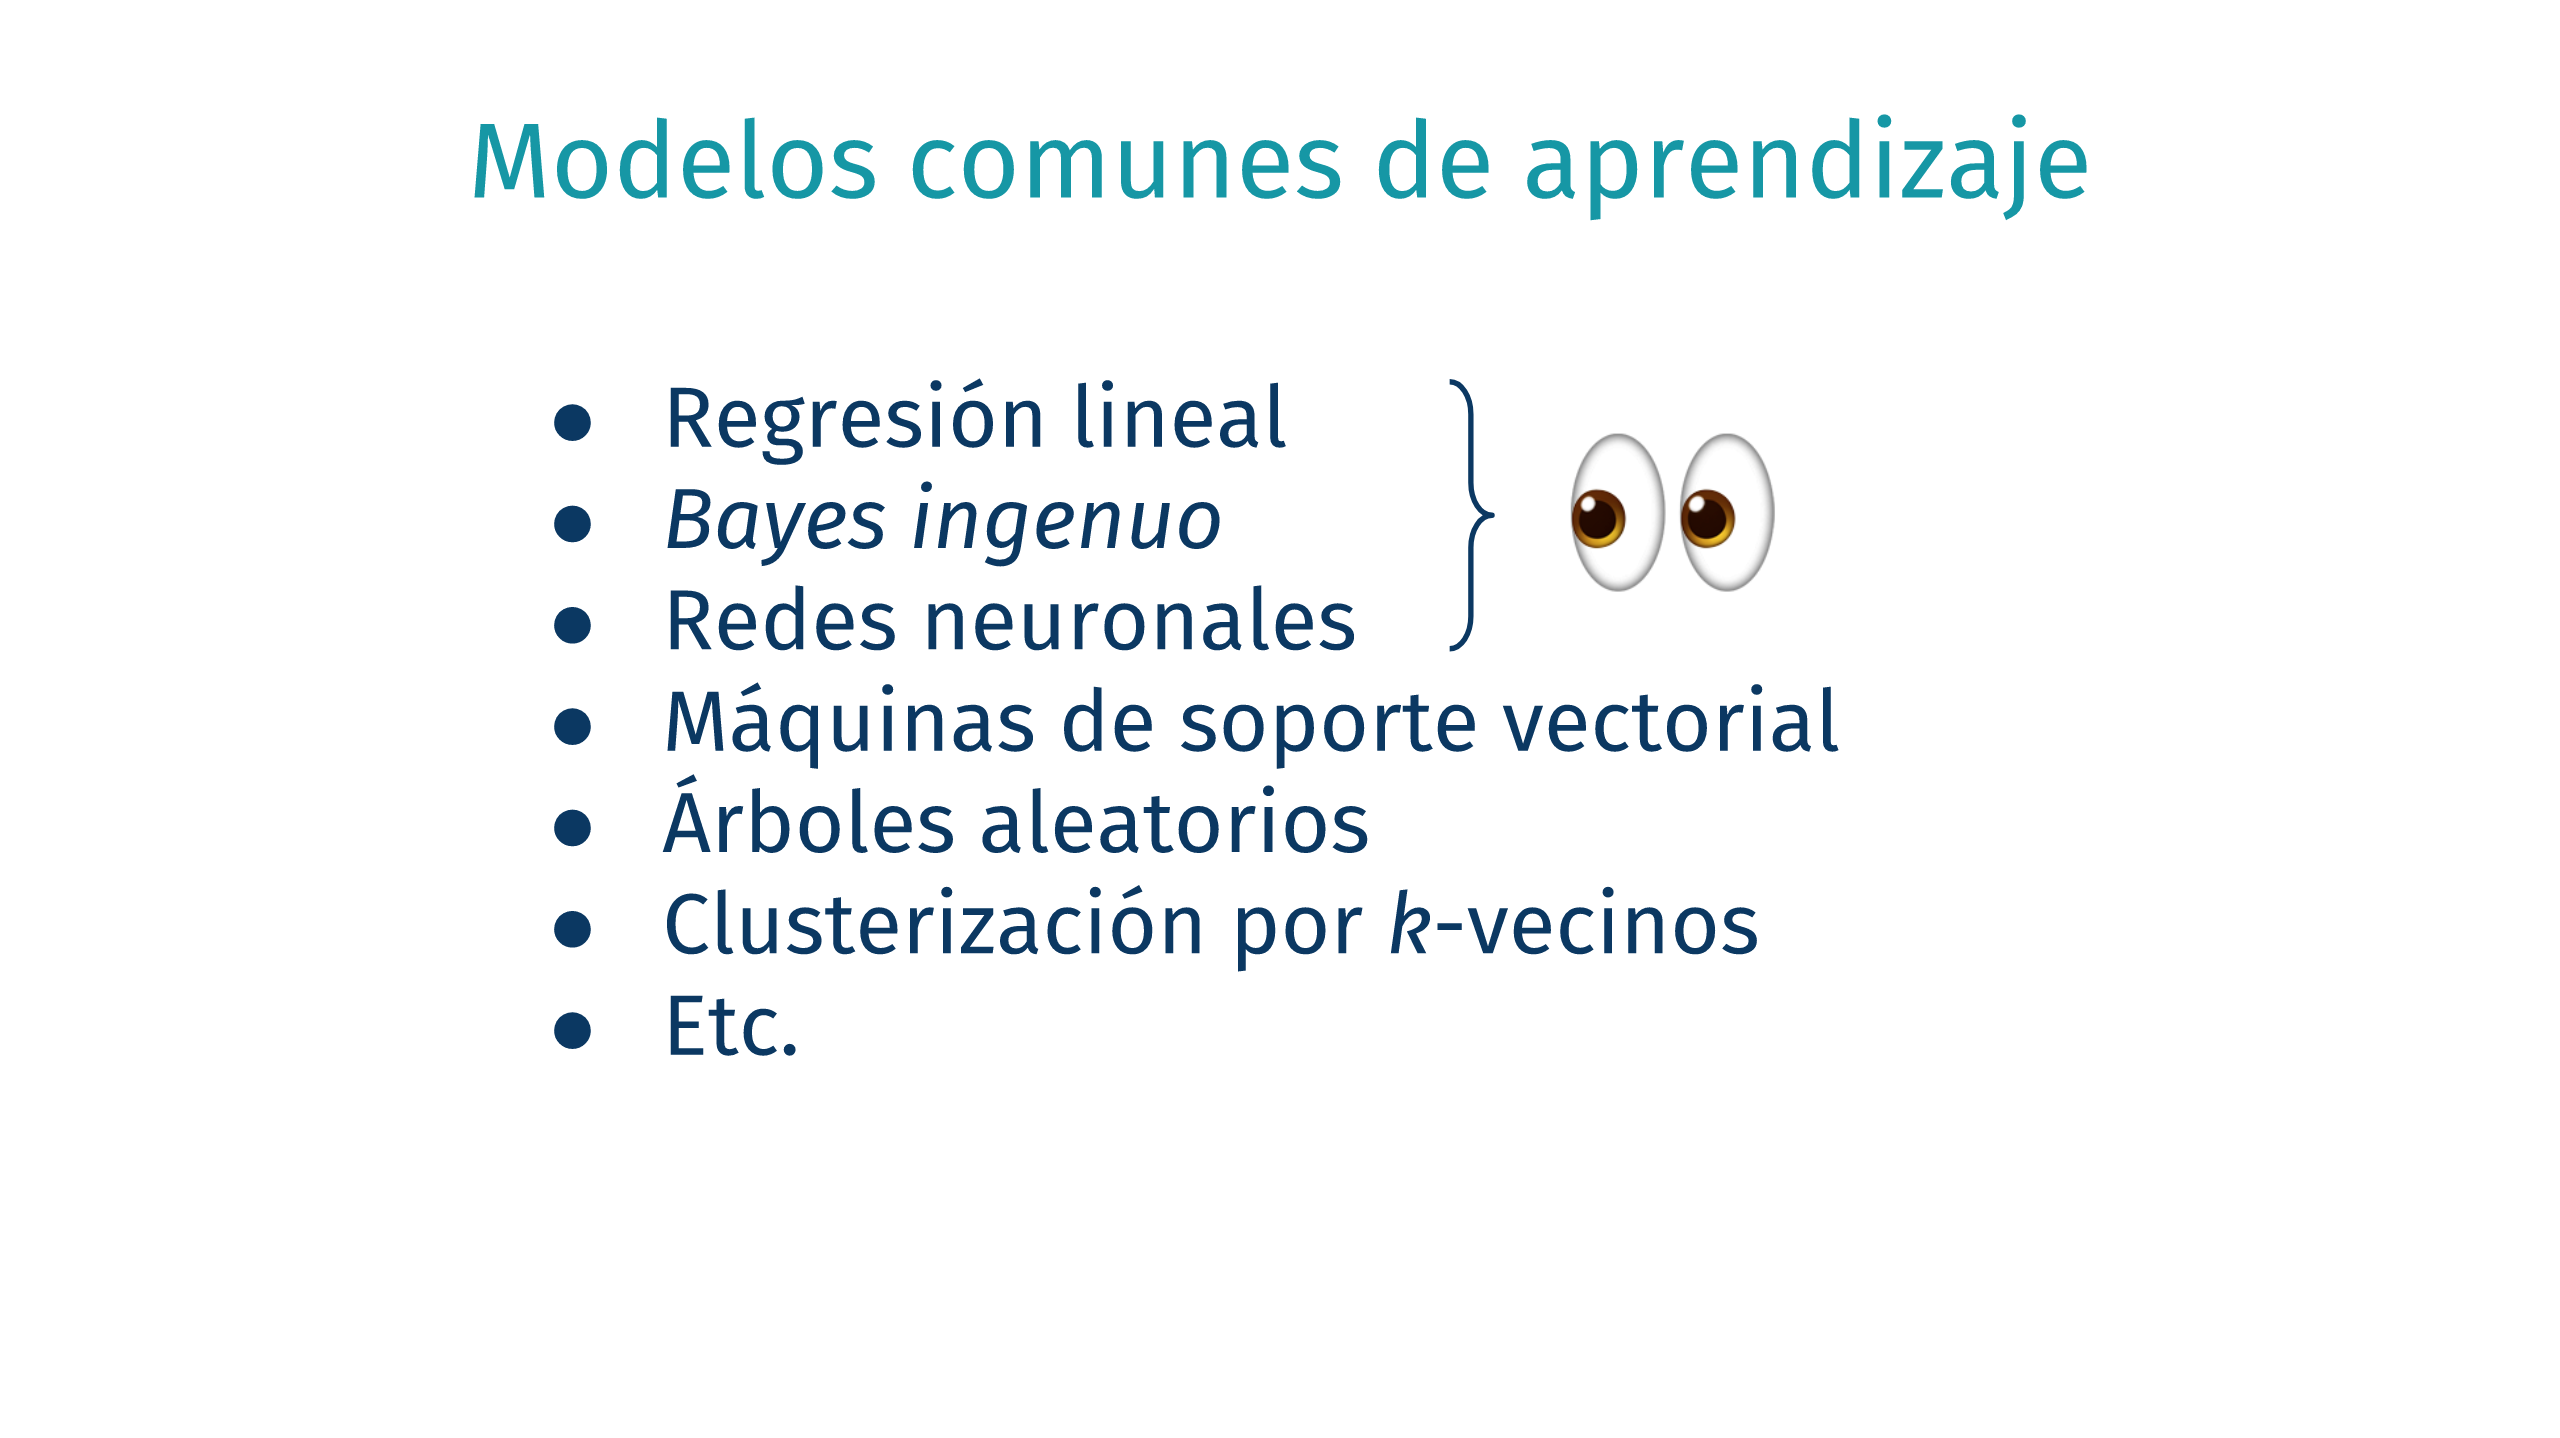 Modelos comunes de aprendizaje
● Regresión lineal
● Bayes ingenuo
● Redes neuronales
● Máquinas de soporte vectorial
● Árboles aleatorios
● Clusterización por k-vecinos
● Etc.